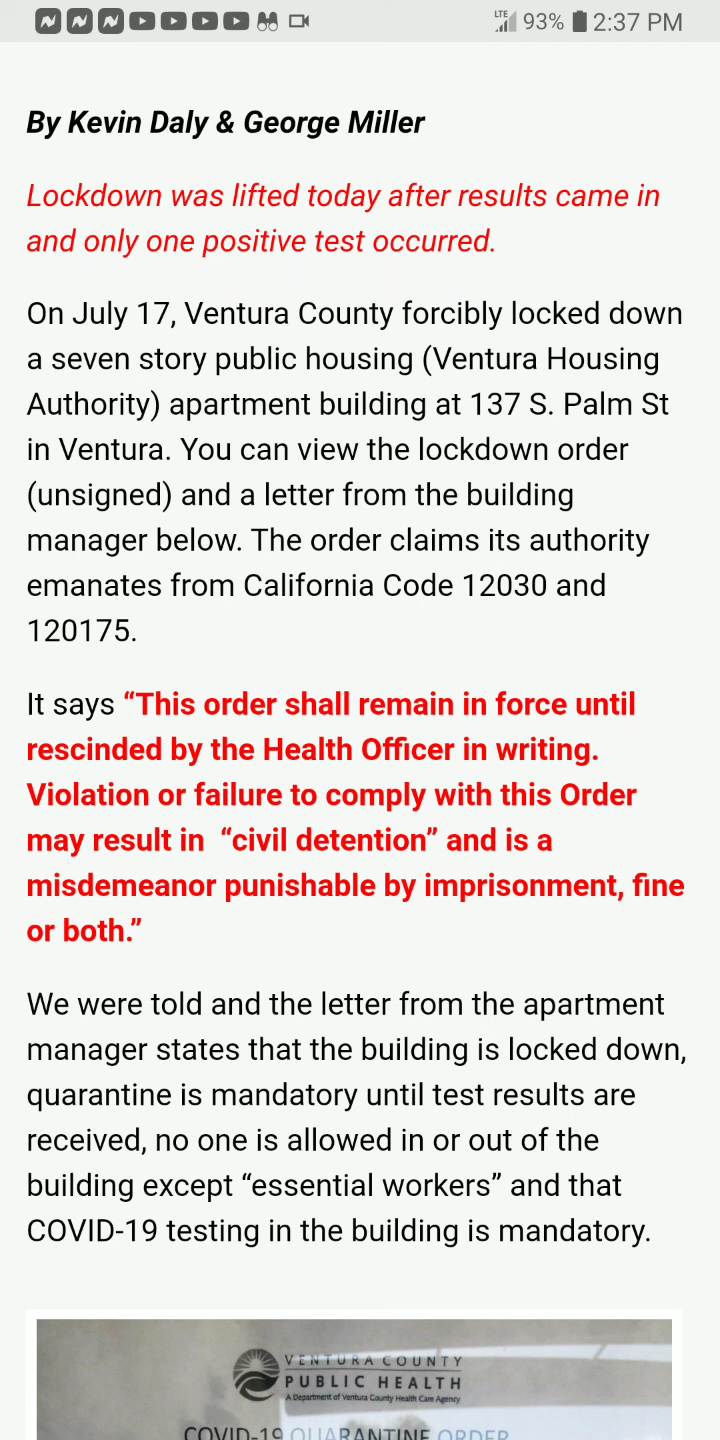 LTE 93% 2:37 PM
By Kevin Daly & George Miller
Lockdown was lifted today after results came in
and only one positive test occurred.
On July 17, Ventura County forcibly locked down
a seven story public housing (Ventura Housing
Authority) apartment building at 137 S. Palm St
in Ventura. You can view the lockdown order
(unsigned) and a letter from the building
manager below. The order claims its authority
emanates from California Code 12030 and
120175.
It says “This order shall remain in force until
rescinded by the Health Officer in writing.
Violation or failure to comply with this Order
may result in  “civil detention” and is a
misdemeanor punishable by imprisonment, fine
or both.”
We were told and the letter from the apartment
manager states that the building is locked down,
quarantine is mandatory until test results are
received, no one is allowed in or out of the
building except “essential workers” and that
COVID-19 testing in the building is mandatory.
VENTURA COUNTY
PUBLIC HEALTH
A Department of Ventura County Health Care Agency
COVID-19 QUARANTINE ORDER